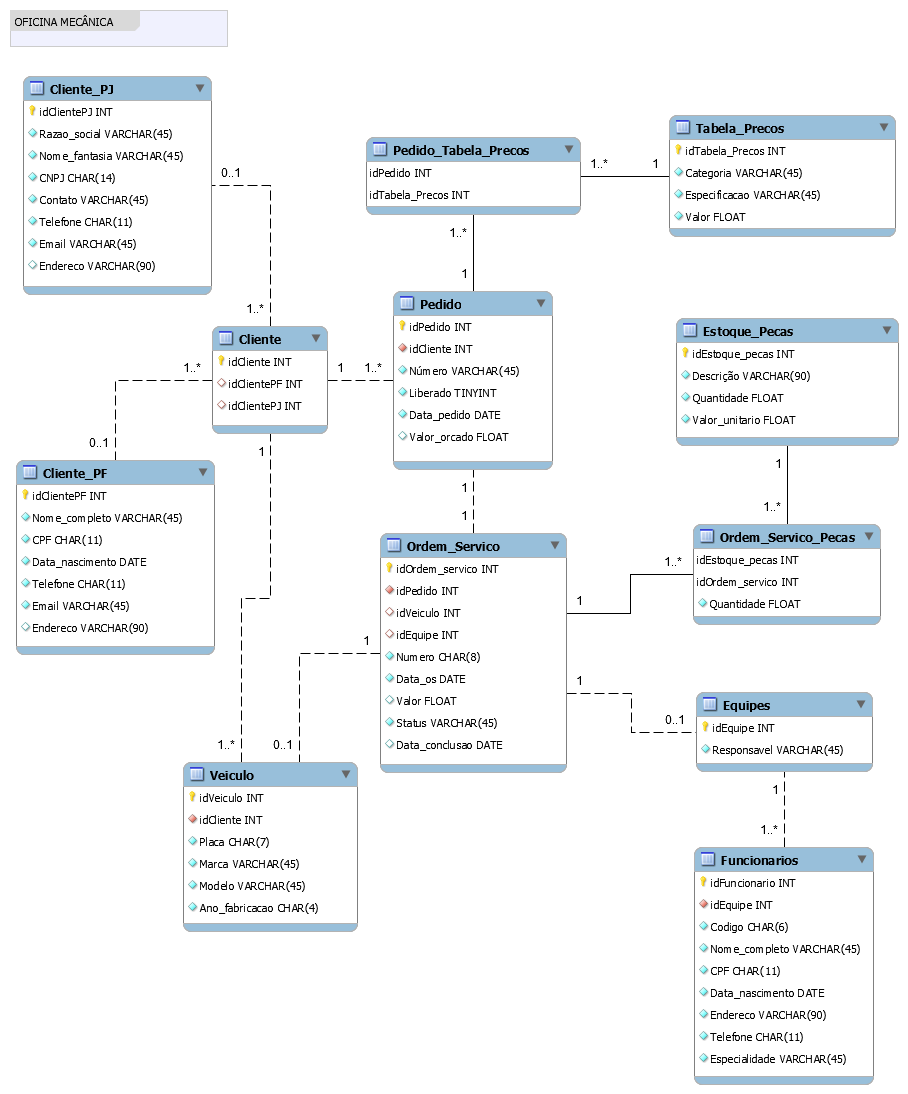 OFICINA MECÂNICA
Cliente_PJ
idClientePJ INT
Razao_social VARCHAR(45)
Nome_fantasia VARCHAR(45)
CNPJ CHAR(14)
Contato VARCHAR(45)
Telefone CHAR(11)
Email VARCHAR(45)
Endereco VARCHAR(90)
0..1
1..*
Pedido_Tabela_Precos
idPedido INT
idTabela_Precos INT
1..*
1
Tabela_Precos
idTabela_Precos INT
Categoria VARCHAR(45)
Especificacao VARCHAR(45)
Valor FLOAT
1..*
1
Cliente
idCliente INT
idClientePF INT
idClientePJ INT
1
1..*
Pedido
idPedido INT
idCliente INT
Número VARCHAR(45)
Liberado TINYINT
Data_pedido DATE
Valor_orcado FLOAT
Estoque_Pecas
idEstoque_pecas INT
Descrição VARCHAR(90)
Quantidade FLOAT
Valor_unitario FLOAT
1..*
0..1
Cliente_PF
idClientePF INT
Nome_completo VARCHAR(45)
CPF CHAR(11)
Data_nascimento DATE
Telefone CHAR(11)
Email VARCHAR(45)
Endereco VARCHAR(90)
1
1..*
1
1
1
1..*
Ordem_Servico
idOrdem_servico INT
idPedido INT
idVeiculo INT
idEquipe INT
Numero CHAR(8)
Data_os DATE
Valor FLOAT
Status VARCHAR(45)
Data_conclusao DATE
1
1..*
Ordem_Servico_Pecas
idEstoque_pecas INT
idOrdem_servico INT
Quantidade FLOAT
1
0..1
1
0..1
Equipes
idEquipe INT
Responsavel VARCHAR(45)
1
1..*
Veiculo
idVeiculo INT
idCliente INT
Placa CHAR(7)
Marca VARCHAR(45)
Modelo VARCHAR(45)
Ano_fabricacao CHAR(4)
Funcionarios
idFuncionario INT
idEquipe INT
Codigo CHAR(6)
Nome_completo VARCHAR(45)
CPF CHAR(11)
Data_nascimento DATE
Endereco VARCHAR(90)
Telefone CHAR(11)
Especialidade VARCHAR(45)